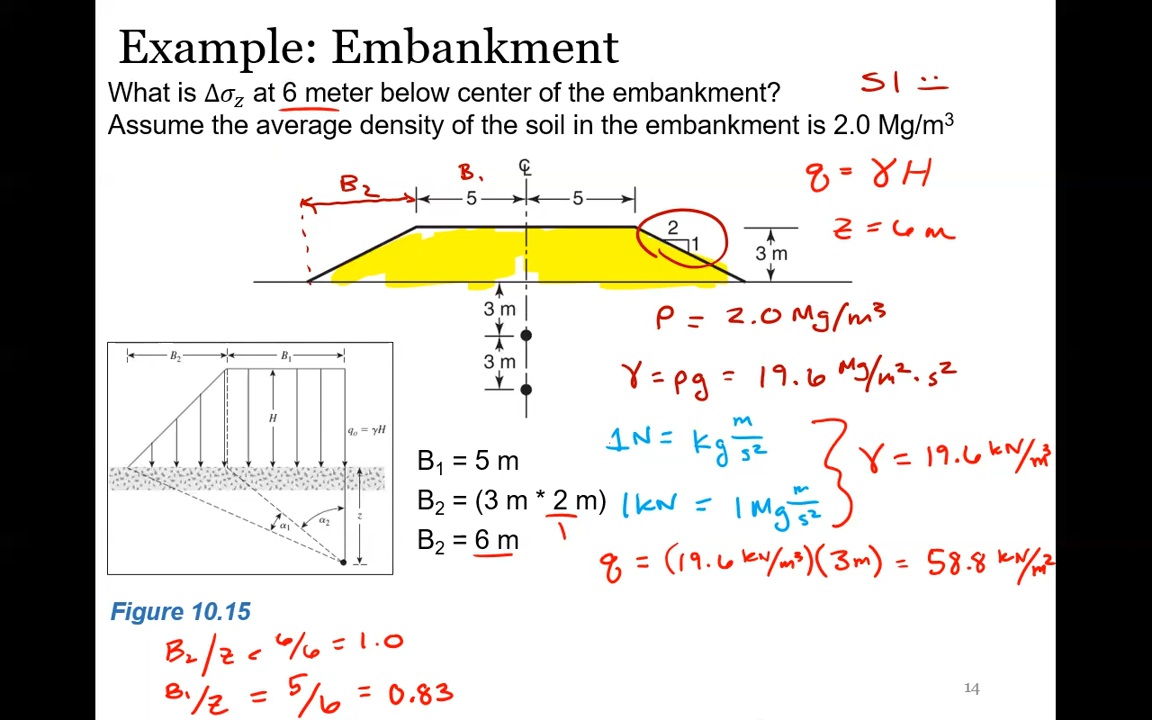 Example: Embankment
What is Δσz at 6 meter below center of the embankment?
SI
Assume the average density of the soil in the embankment is 2.0 Mg/m³
q = γH
z = 6 m
B₂
B₁
℄
5
5
2
1
3 m
3 m
3 m
ρ = 2.0 Mg/m³
γ = ρg = 19.6 Mg/m²·s²
1N = kg m/s²
1kN = 1 Mg m/s²
γ = 19.6 kN/m³
q = (19.6 kN/m³)(3m) = 58.8 kN/m²
B₂
B₁
H
qₒ = γH
α₁
α₂
z
B₁ = 5 m
B₂ = (3 m * 2 m)
1
B₂ = 6 m
Figure 10.15
B₂/z = 6/6 = 1.0
B₁/z = 5/6 = 0.83
14